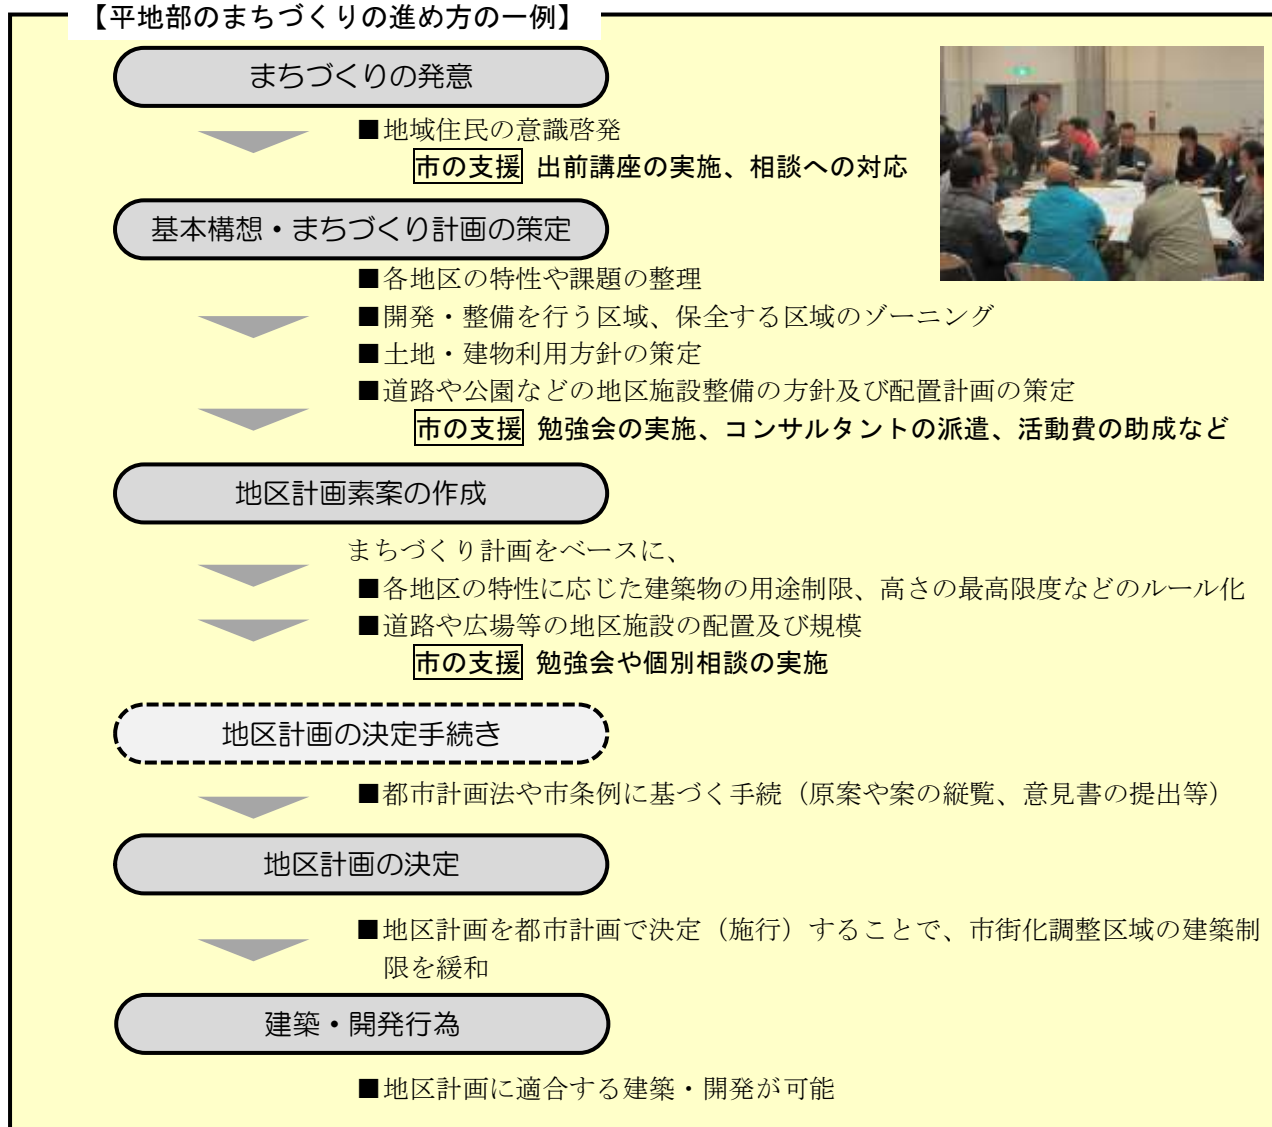 【平地部のまちづくりの進め方の一例】
まちづくりの発意
■地域住民の意識啓発
市の支援 出前講座の実施、相談への対応
基本構想・まちづくり計画の策定
■各地区の特性や課題の整理
■開発・整備を行う区域、保全する区域のゾーニング
■土地・建物利用方針の策定
■道路や公園などの地区施設整備の方針及び配置計画の策定
市の支援 勉強会の実施、コンサルタントの派遣、活動費の助成など
地区計画素案の作成
まちづくり計画をベースに、
■各地区の特性に応じた建築物の用途制限、高さの最高限度などのルール化
■道路や広場等の地区施設の配置及び規模
市の支援 勉強会や個別相談の実施
地区計画の決定手続き
■都市計画法や市条例に基づく手続（原案や案の縦覧、意見書の提出等）
地区計画の決定
■地区計画を都市計画で決定（施行）することで、市街化調整区域の建築制
限を緩和
建築・開発行為
■地区計画に適合する建築・開発が可能